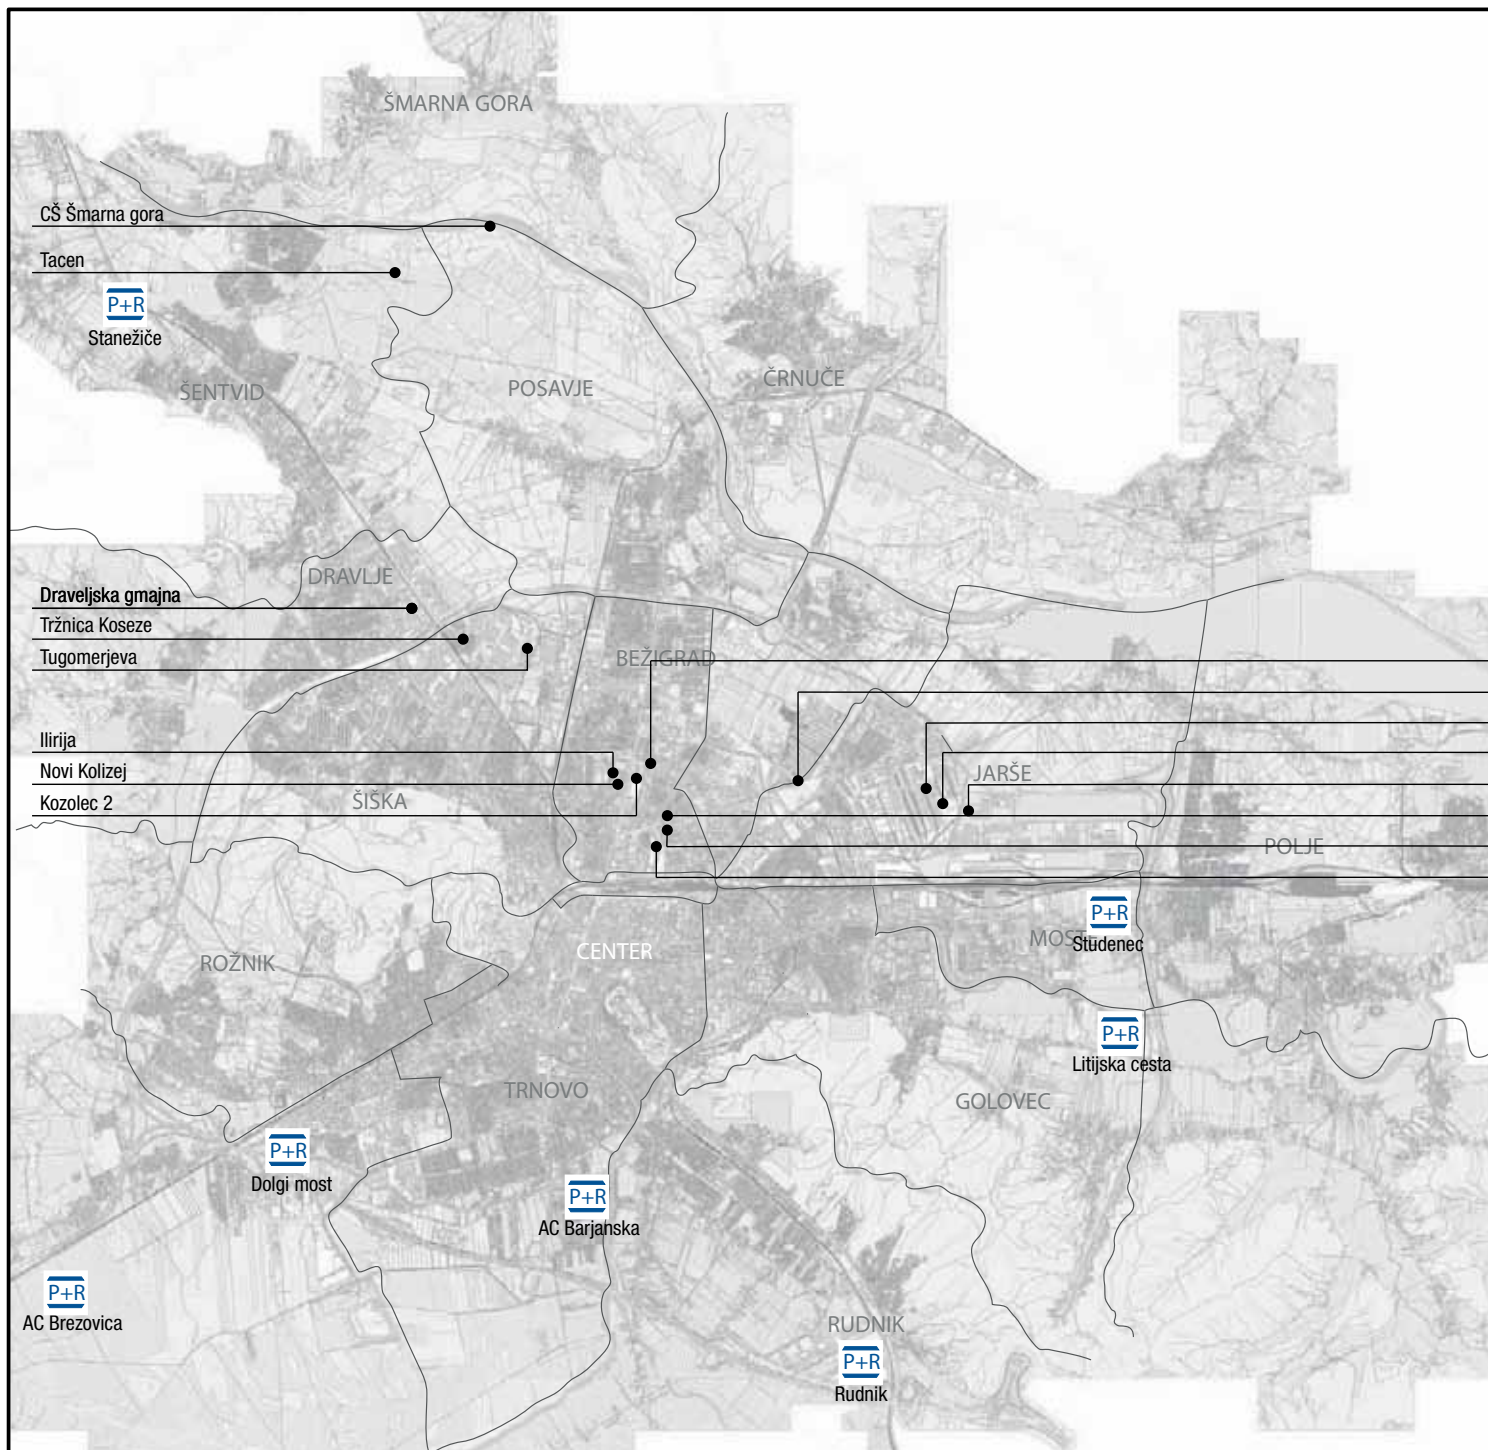 ŠMARNA GORA
CŠ Šmarna gora
Tacen
P+R
Stanežiče
ŠENTVID
POSAVJE
ČRNUČE
DRAVLJE
Draveljska gmajna
Tržnica Koseze
Tugomerjeva
BEŽIGRAD
Ilirija
Novi Kolizej
Kozolec 2
ŠIŠKA
JARŠE
POLJE
P+R
Studenec
MOSTE
CENTER
ROŽNIK
P+R
Litijska cesta
TRNOVO
GOLOVEC
P+R
Dolgi most
P+R
AC Barjanska
P+R
AC Brezovica
RUDNIK
P+R
Rudnik